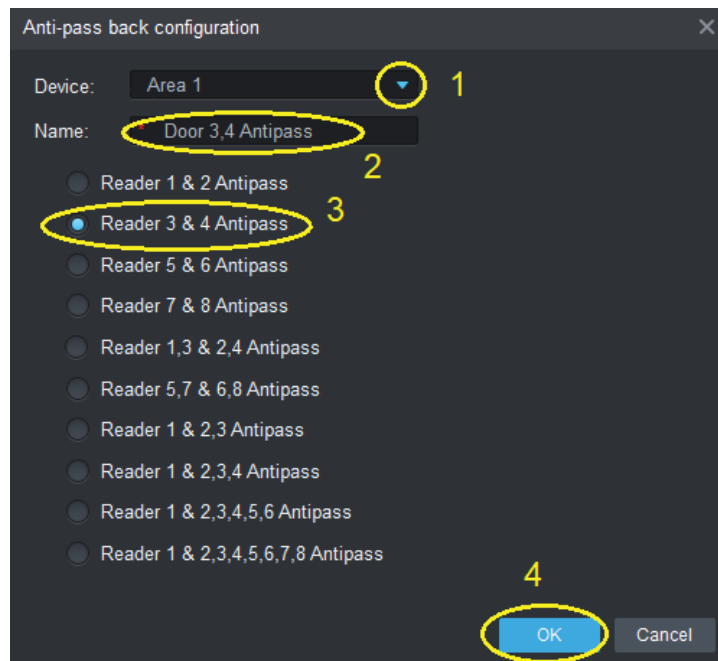 Anti-pass back configuration
Device: Area 1 1
Name: * Door 3,4 Antipass
2
Reader 1 & 2 Antipass
Reader 3 & 4 Antipass 3
Reader 5 & 6 Antipass
Reader 7 & 8 Antipass
Reader 1,3 & 2,4 Antipass
Reader 5,7 & 6,8 Antipass
Reader 1 & 2,3 Antipass
Reader 1 & 2,3,4 Antipass
Reader 1 & 2,3,4,5,6 Antipass
Reader 1 & 2,3,4,5,6,7,8 Antipass
4
OK Cancel